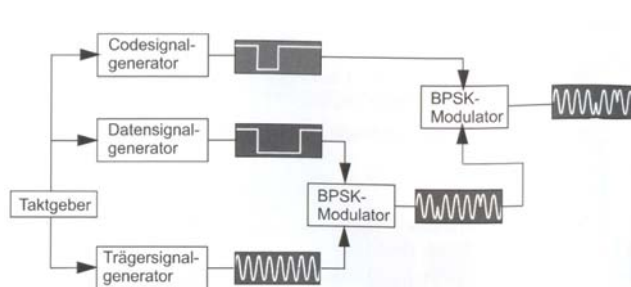 Codesignal-
generator
Datensignal-
generator
Taktgeber
Trägersignal-
generator
BPSK-
Modulator
BPSK-
Modulator